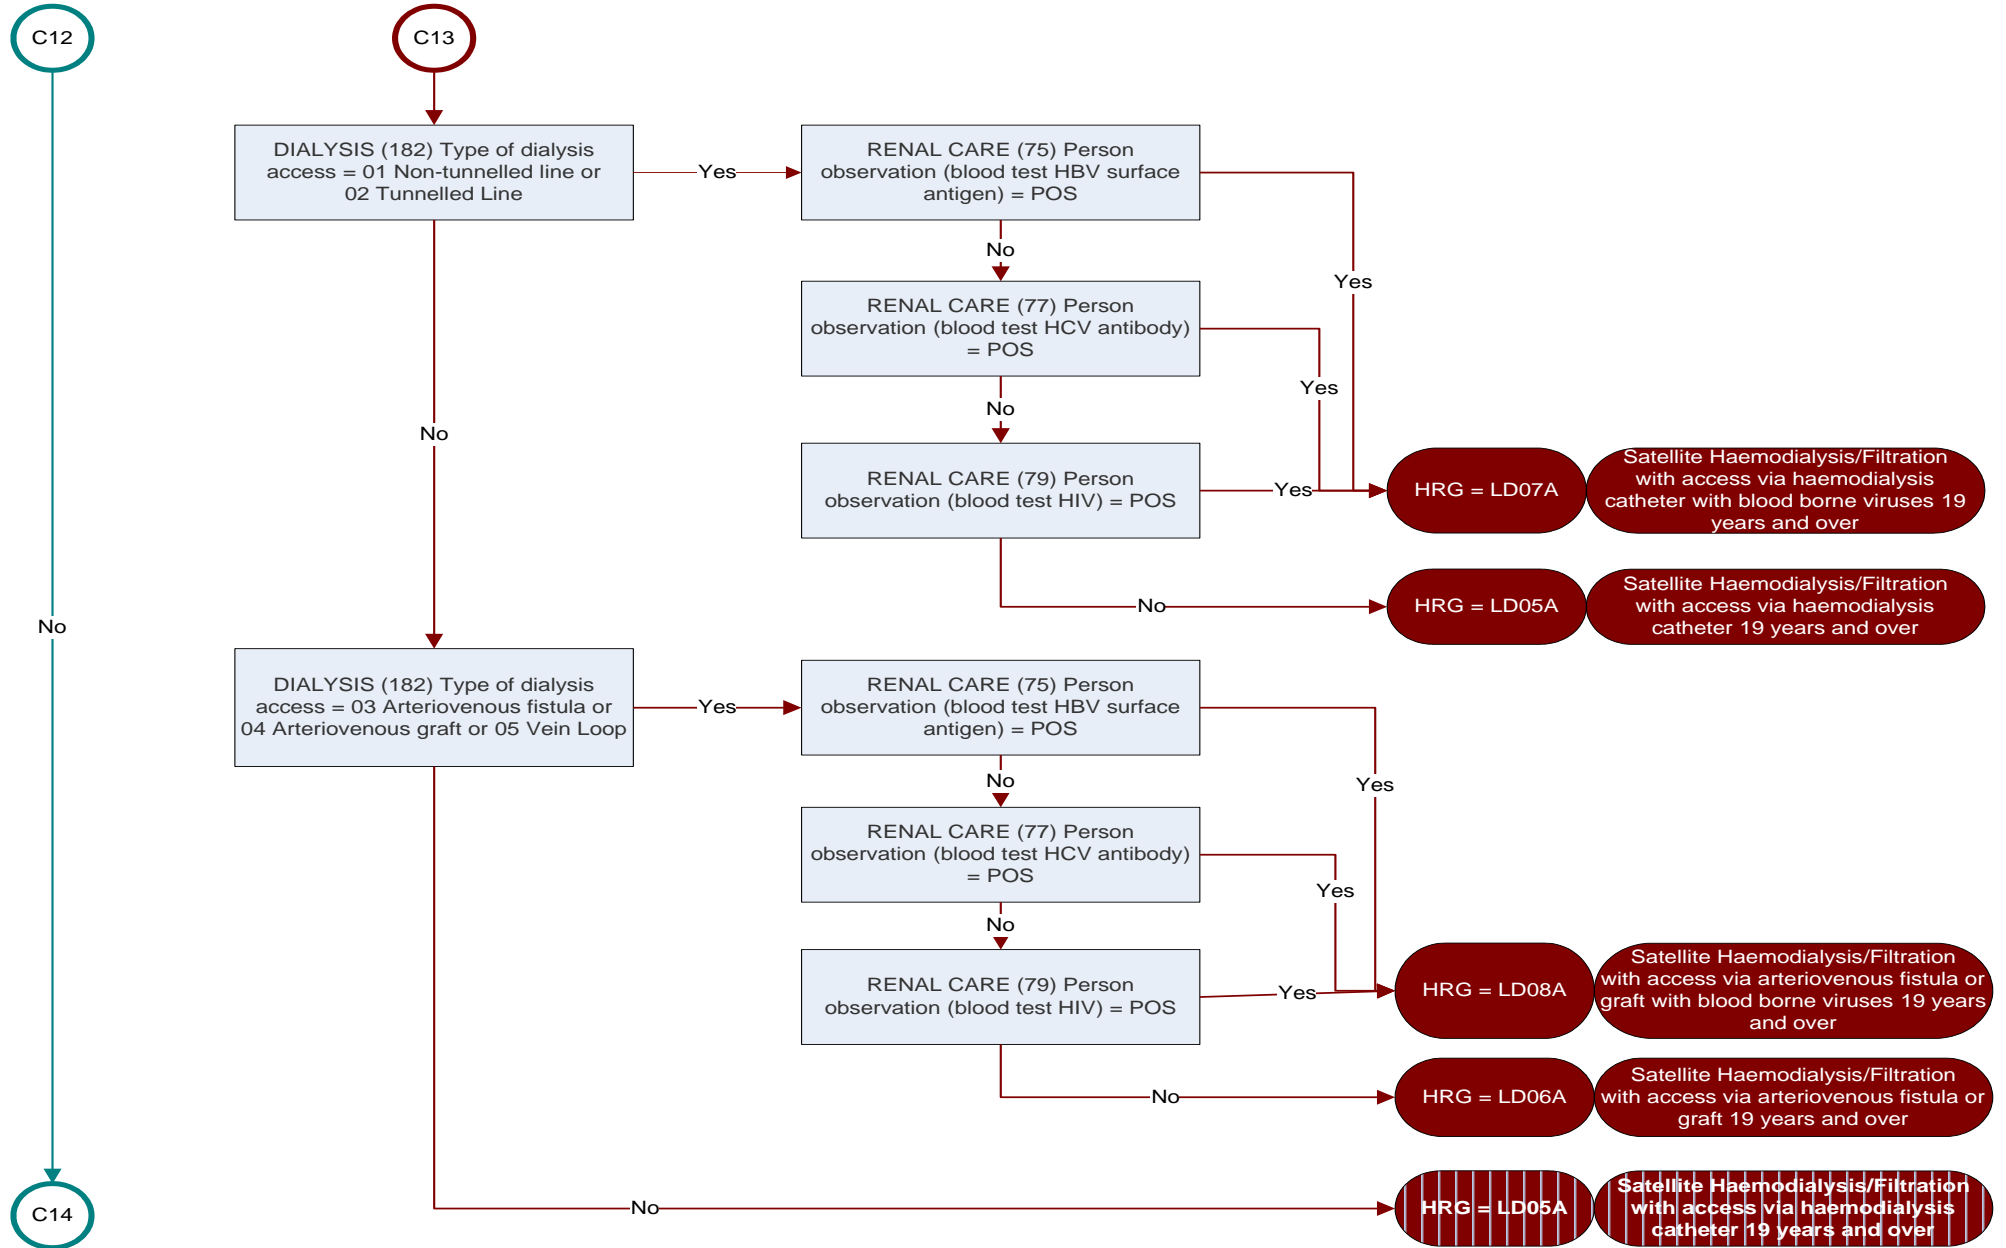 C12
C13
DIALYSIS (182) Type of dialysis
access = 01 Non-tunnelled line or
02 Tunnelled Line
Yes
RENAL CARE (75) Person
observation (blood test HBV surface
antigen) = POS
No
Yes
RENAL CARE (77) Person
observation (blood test HCV antibody)
= POS
Yes
No
No
RENAL CARE (79) Person
observation (blood test HIV) = POS
Yes
HRG = LD07A
Satellite Haemodialysis/Filtration
with access via haemodialysis
catheter with blood borne viruses 19
years and over
No
HRG = LD05A
Satellite Haemodialysis/Filtration
with access via haemodialysis
catheter 19 years and over
No
DIALYSIS (182) Type of dialysis
access = 03 Arteriovenous fistula or
04 Arteriovenous graft or 05 Vein Loop
Yes
RENAL CARE (75) Person
observation (blood test HBV surface
antigen) = POS
No
Yes
RENAL CARE (77) Person
observation (blood test HCV antibody)
= POS
Yes
No
RENAL CARE (79) Person
observation (blood test HIV) = POS
Yes
HRG = LD08A
Satellite Haemodialysis/Filtration
with access via arteriovenous fistula or
graft with blood borne viruses 19 years
and over
No
HRG = LD06A
Satellite Haemodialysis/Filtration
with access via arteriovenous fistula or
graft 19 years and over
No
HRG = LD05A
Satellite Haemodialysis/Filtration
with access via haemodialysis
catheter 19 years and over
C14